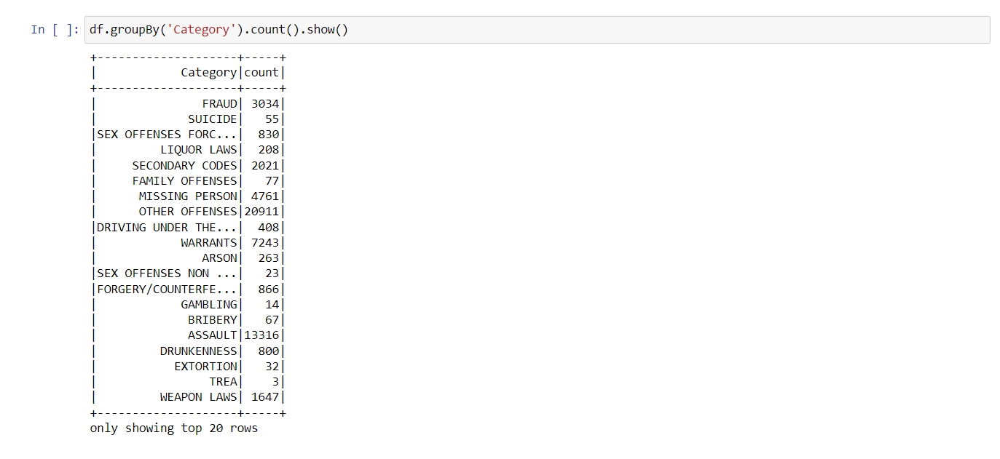 In [ ]: df.groupBy('Category').count().show()
+--------------------+-----+
|            Category|count|
+--------------------+-----+
|               FRAUD| 3034|
|             SUICIDE|   55|
|SEX OFFENSES FORC...|  830|
|         LIQUOR LAWS|  208|
|     SECONDARY CODES| 2021|
|     FAMILY OFFENSES|   77|
|      MISSING PERSON| 4761|
|      OTHER OFFENSES|20911|
|DRIVING UNDER THE...|  408|
|            WARRANTS| 7243|
|               ARSON|  263|
|SEX OFFENSES NON ...|   23|
|FORGERY/COUNTERFE...|  866|
|            GAMBLING|   14|
|             BRIBERY|   67|
|             ASSAULT|13316|
|         DRUNKENNESS|  800|
|           EXTORTION|   32|
|                TREA|    3|
|         WEAPON LAWS| 1647|
+--------------------+-----+
only showing top 20 rows